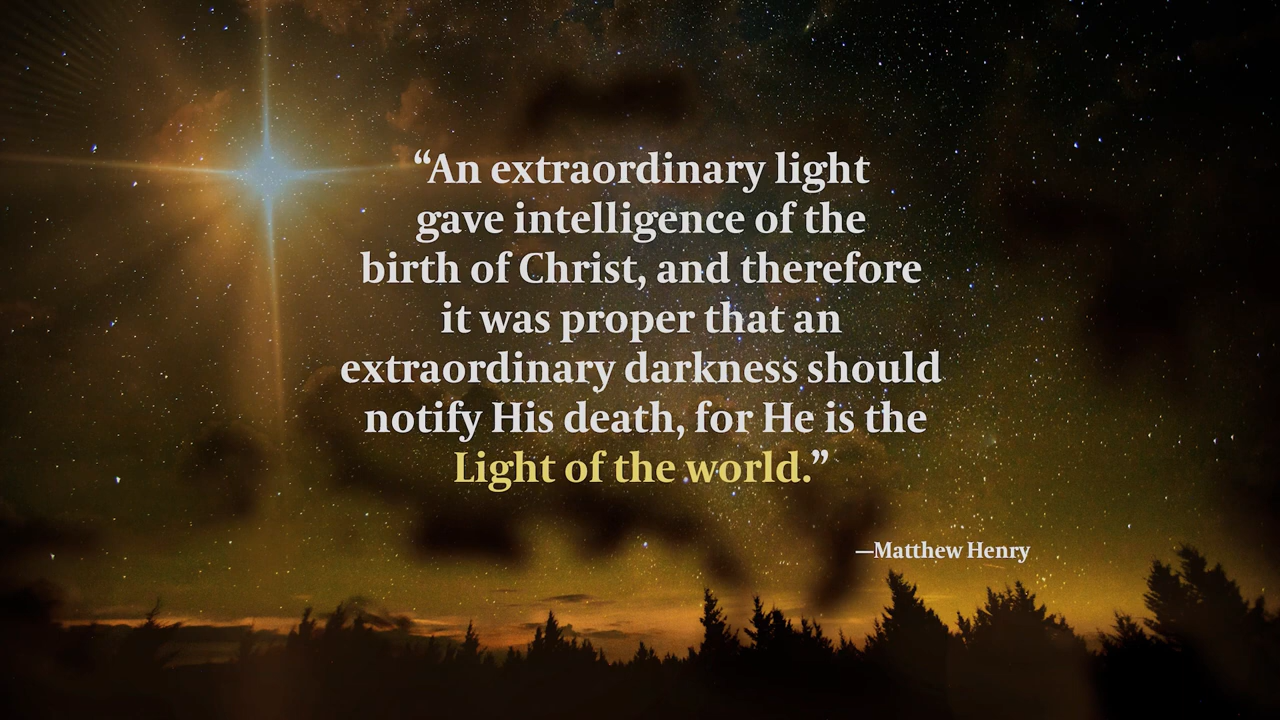 “An extraordinary light
gave intelligence of the
birth of Christ, and therefore
it was proper that an
extraordinary darkness should
notify His death, for He is the
Light of the world.”
—Matthew Henry